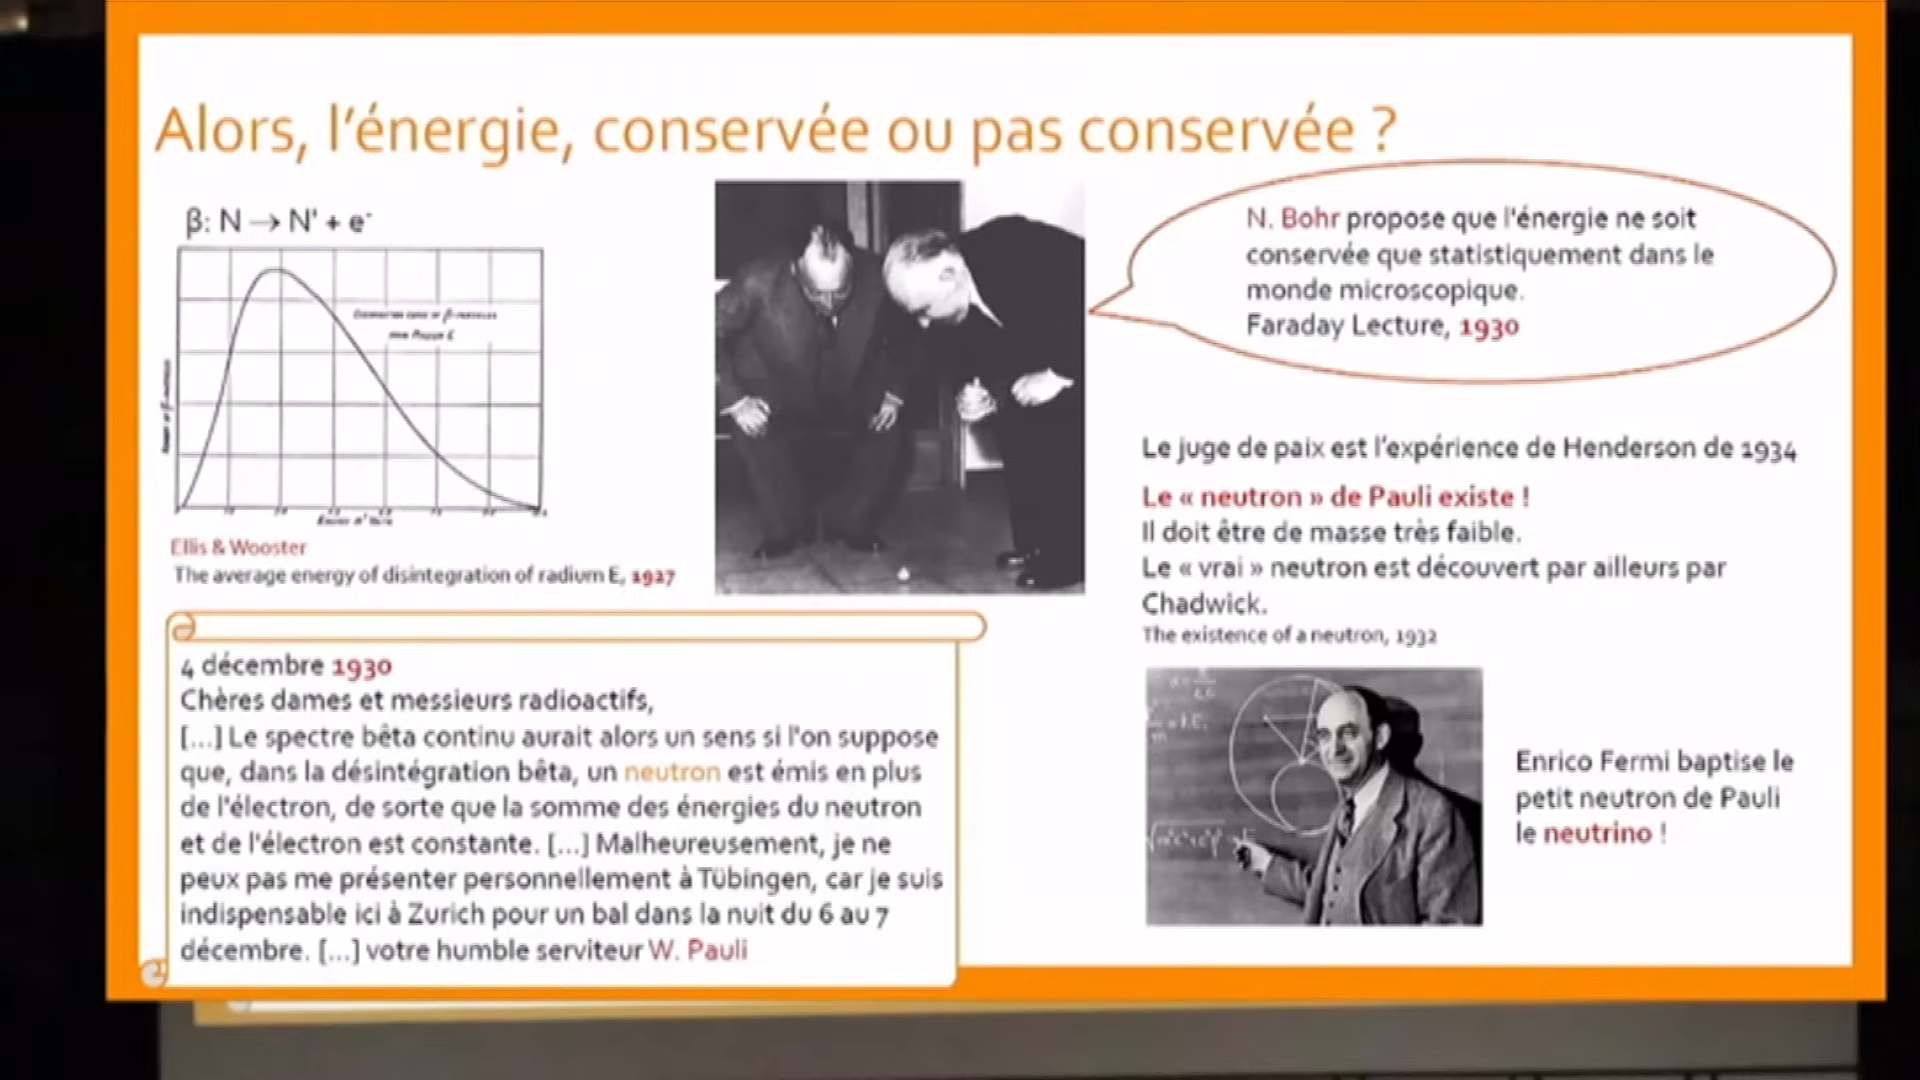 Alors, l'énergie, conservée ou pas conservée ?
β: N → N' + e⁻
Ellis & Wooster
The average energy of disintegration of radium E, 1927
N. Bohr propose que l'énergie ne soit
conservée que statistiquement dans le
monde microscopique.
Faraday Lecture, 1930
Le juge de paix est l'expérience de Henderson de 1934
Le « neutron » de Pauli existe !
Il doit être de masse très faible.
Le « vrai » neutron est découvert par ailleurs par
Chadwick.
The existence of a neutron, 1932
4 décembre 1930
Chères dames et messieurs radioactifs,
[...] Le spectre bêta continu aurait alors un sens si l'on suppose
que, dans la désintégration bêta, un neutron est émis en plus
de l'électron, de sorte que la somme des énergies du neutron
et de l'électron est constante. [...] Malheureusement, je ne
peux pas me présenter personnellement à Tübingen, car je suis
indispensable ici à Zurich pour un bal dans la nuit du 6 au 7
décembre. [...] votre humble serviteur W. Pauli
Enrico Fermi baptise le
petit neutron de Pauli
le neutrino !